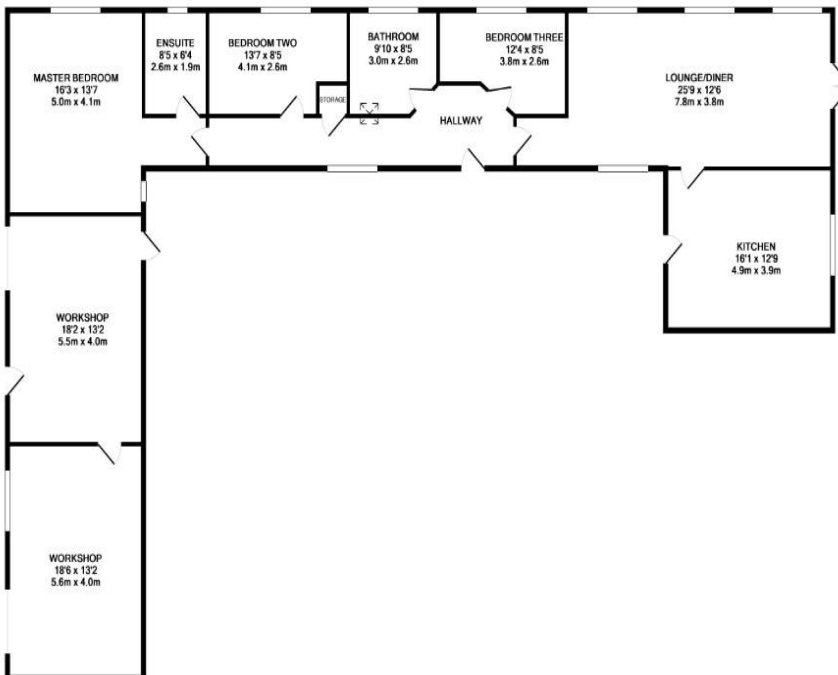 MASTER BEDROOM
16'3 x 13'7
5.0m x 4.1m
ENSUITE
8'5 x 6'4
2.6m x 1.9m
BEDROOM TWO
13'7 x 8'5
4.1m x 2.6m
STORAGE
BATHROOM
9'10 x 8'5
3.0m x 2.6m
BEDROOM THREE
12'4 x 8'5
3.8m x 2.6m
HALLWAY
LOUNGE/DINER
25'9 x 12'6
7.8m x 3.8m
KITCHEN
16'1 x 12'9
4.9m x 3.9m
WORKSHOP
18'2 x 13'2
5.5m x 4.0m
WORKSHOP
18'6 x 13'2
5.6m x 4.0m